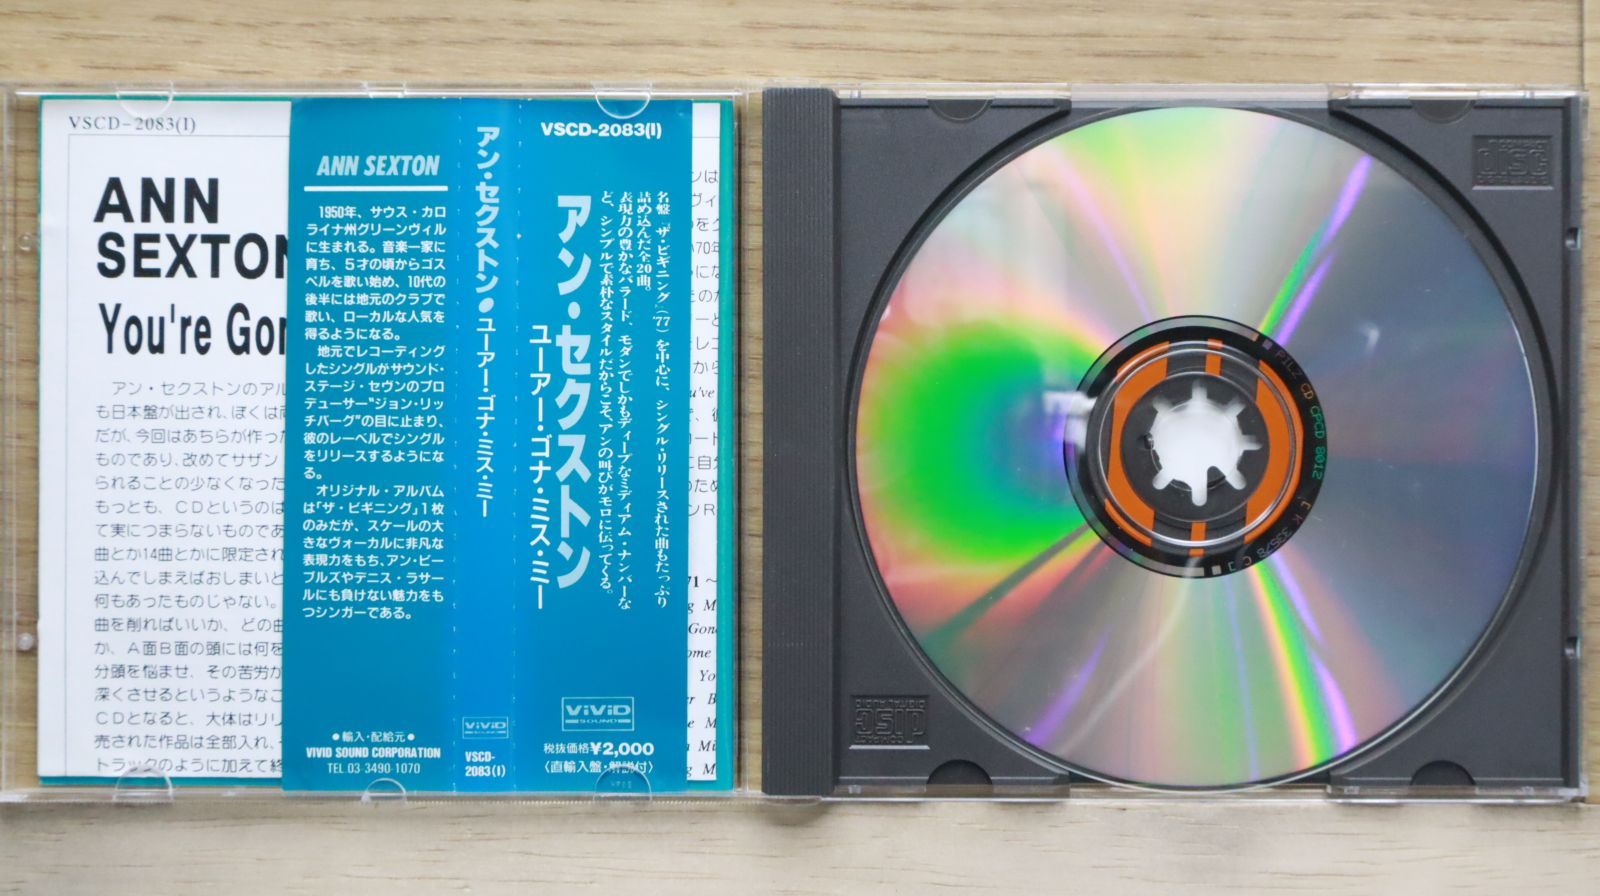 VSCD-2083(I)
ANN
SEXTON
You're Gon
アン・セクストンのアル
も日本盤が出され、ぼくは両
だが、今回はあちらが作った
ものであり、改めてサザン
られることの少なくなった
もっとも、CDというのは
て実につまらないものであ
曲とか14曲とかに限定され
込んでしまえばおしまいと
何もあったものじゃない。
曲を削ればいいか、どの曲
か、A面B面の頭には何を
分頭を悩ませ、その苦労が
深くさせるというようなこ
CDとなると、大体はリリ
売された作品は全部入れ、
トラックのように加えて終
ANN SEXTON
1950年、サウス・カロ
ライナ州グリーンヴィル
に生まれる。音楽一家に
育ち、5才の頃からゴス
ペルを歌い始め、10代の
後半には地元のクラブで
歌い、ローカルな人気を
得るようになる。
地元でレコーディング
したシングルがサウンド・
ステージ・セヴンのプロ
デューサー"ジョン・リッ
チバーグ"の目に止まり、
彼のレーベルでシングル
をリリースするようにな
る。
オリジナル・アルバム
は「ザ・ビギニング」1枚
のみだが、スケールの大
きなヴォーカルに非凡な
表現力をもち、アン・ピー
ブルズやデニス・ラサー
ルにも負けない魅力をも
つシンガーである。
●輸入・配給元●
VIVID SOUND CORPORATION
TEL 03-3490-1070
アン・セクストン●ユーアー・ゴナ・ミス・ミー
ViViD
SOUND
VSCD-
2083(I)
VSCD-2083(I)
名盤「ザ・ビギニング」('77)を中心に、シングル・リリースされた曲もたっぷり
詰め込んだ全20曲。
表現力の豊かなバラード、モダンでしかもディープなミディアム・ナンバーな
ど、シンプルで素朴なスタイルだからこそ、アンの叫びがモロに伝ってくる。
アン・セクストン
ユーアー・ゴナ・ミス・ミー
ViViD
SOUND
税抜価格¥2,000
〈直輸入盤・解説付〉
PILZ CD CPCD 8012
COMPACT
disc
DIGITAL AUDIO
COMPACT
disc
DIGITAL AUDIO